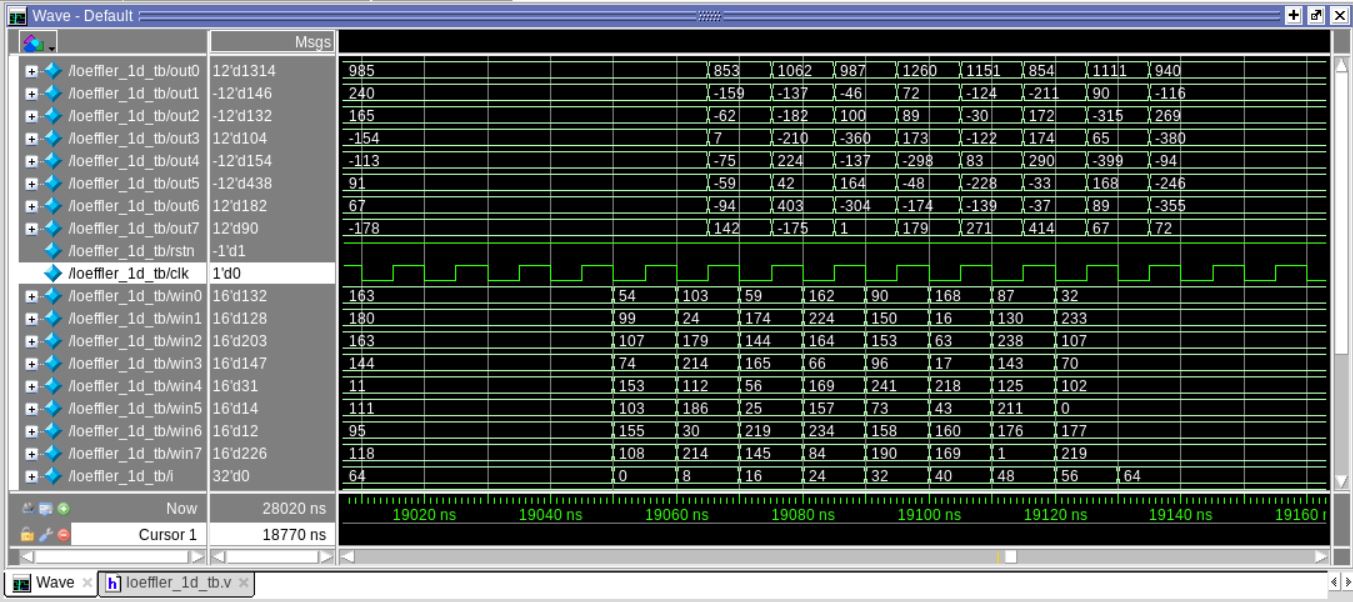 Wave - Default
Msgs
/loeffler_1d_tb/out0 12'd1314 985 853 1062 987 1260 1151 854 1111 940
/loeffler_1d_tb/out1 -12'd146 240 -159 -137 -46 72 -124 -211 90 -116
/loeffler_1d_tb/out2 -12'd132 165 -62 -182 100 89 -30 172 -315 269
/loeffler_1d_tb/out3 12'd104 -154 7 -210 -360 173 -122 174 65 -380
/loeffler_1d_tb/out4 -12'd154 -113 -75 224 -137 -298 83 290 -399 -94
/loeffler_1d_tb/out5 -12'd438 91 -59 42 164 -48 -228 -33 168 -246
/loeffler_1d_tb/out6 12'd182 67 -94 403 -304 -174 -139 -37 89 -355
/loeffler_1d_tb/out7 12'd90 -178 142 -175 1 179 271 414 67 72
/loeffler_1d_tb/rstn -1'd1
/loeffler_1d_tb/clk 1'd0
/loeffler_1d_tb/win0 16'd132 163 54 103 59 162 90 168 87 32
/loeffler_1d_tb/win1 16'd128 180 99 24 174 224 150 16 130 233
/loeffler_1d_tb/win2 16'd203 163 107 179 144 164 153 63 238 107
/loeffler_1d_tb/win3 16'd147 144 74 214 165 66 96 17 143 70
/loeffler_1d_tb/win4 16'd31 11 153 112 56 169 241 218 125 102
/loeffler_1d_tb/win5 16'd14 111 103 186 25 157 73 43 211 0
/loeffler_1d_tb/win6 16'd12 95 155 30 219 234 158 160 176 177
/loeffler_1d_tb/win7 16'd226 118 108 214 145 84 190 169 1 219
/loeffler_1d_tb/i 32'd0 64 0 8 16 24 32 40 48 56 64
Now 28020 ns 19020 ns 19040 ns 19060 ns 19080 ns 19100 ns 19120 ns 19140 ns 19160 n
Cursor 1 18770 ns
Wave loeffler_1d_tb.v